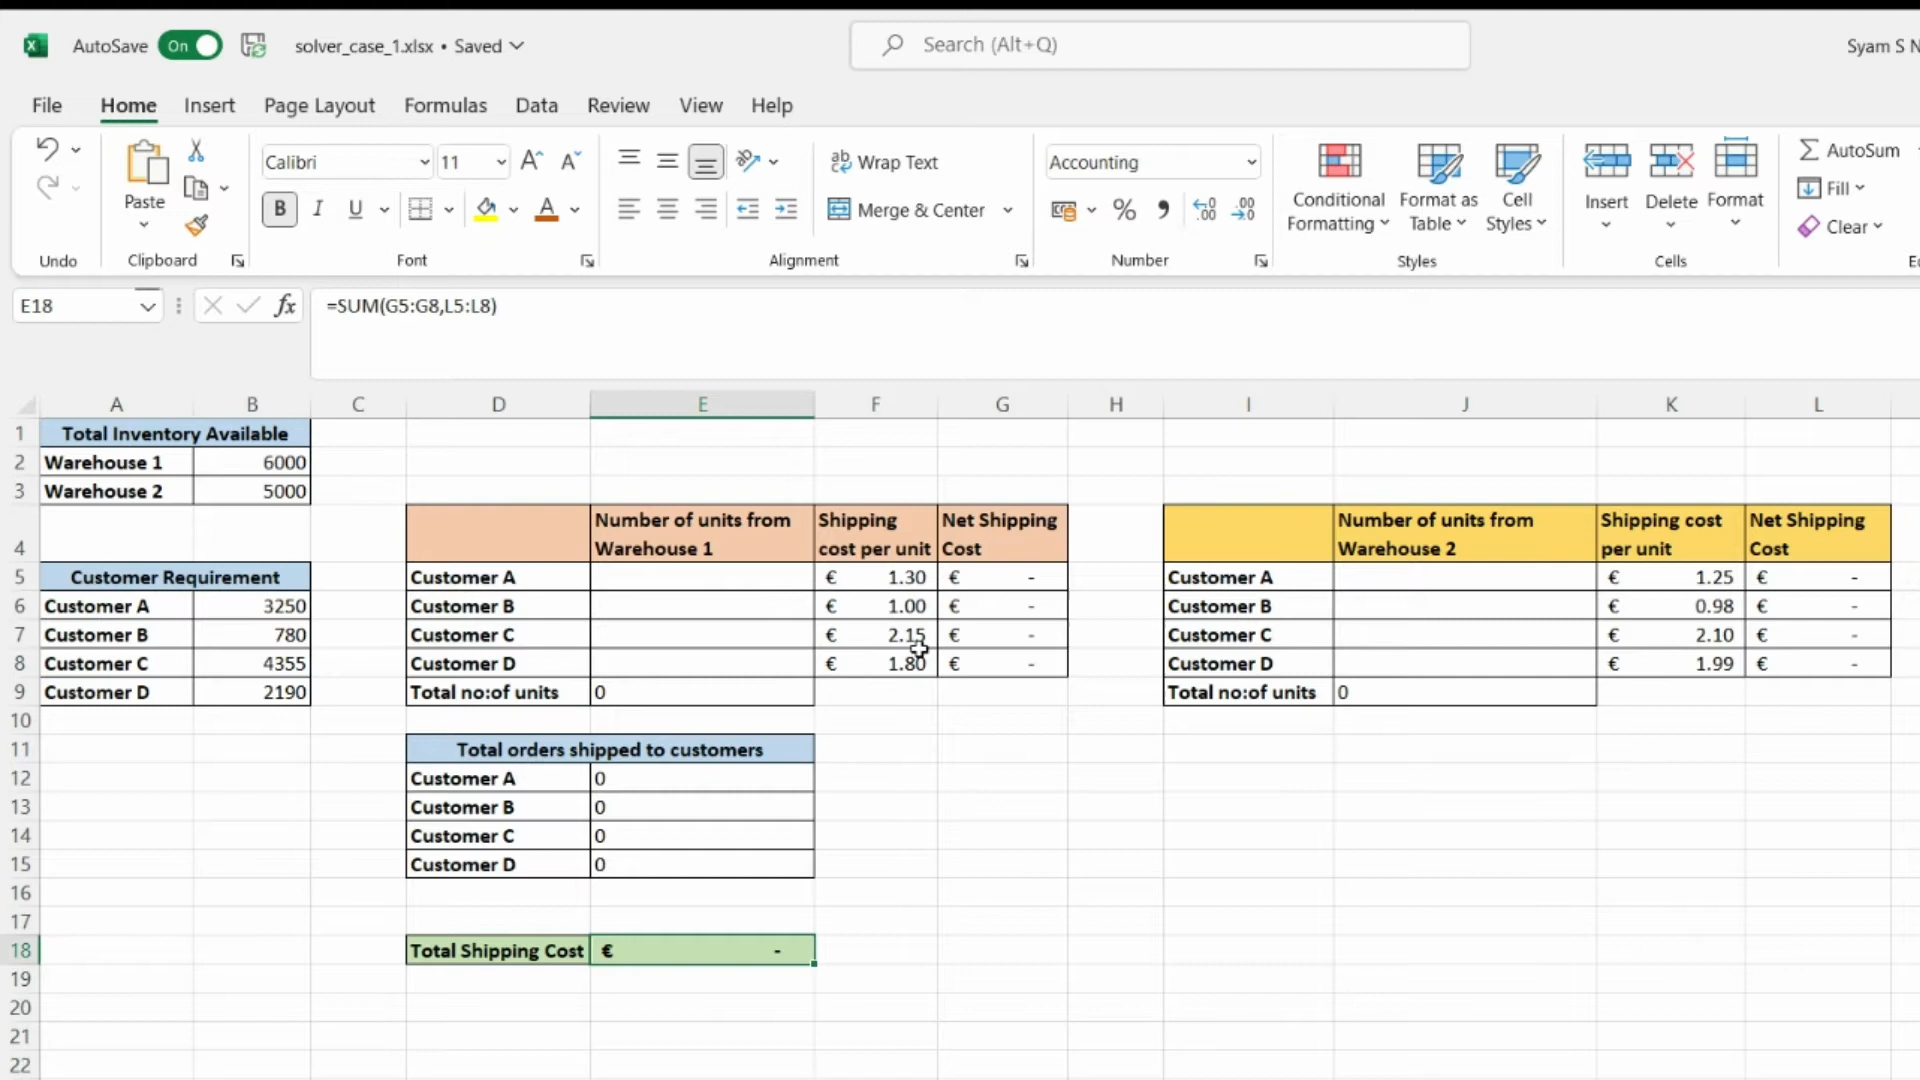 AutoSave On solver_case_1.xlsx • Saved Search (Alt+Q) Syam S N
File Home Insert Page Layout Formulas Data Review View Help
Calibri 11 Wrap Text Accounting AutoSum
Paste Merge & Center % Conditional Formatting Format as Table Cell Styles Insert Delete Format Fill
Clear
Undo Clipboard Font Alignment Number Styles Cells
E18 fx =SUM(G5:G8,L5:L8)
A B C D E F G H I J K L
1 Total Inventory Available
2 Warehouse 1 6000
3 Warehouse 2 5000
4 Number of units from Warehouse 1 Shipping cost per unit Net Shipping Cost Number of units from Warehouse 2 Shipping cost per unit Net Shipping Cost
5 Customer Requirement Customer A € 1.30 € - Customer A € 1.25 € -
6 Customer A 3250 Customer B € 1.00 € - Customer B € 0.98 € -
7 Customer B 780 Customer C € 2.15 € - Customer C € 2.10 € -
8 Customer C 4355 Customer D € 1.80 € - Customer D € 1.99 € -
9 Customer D 2190 Total no:of units 0 Total no:of units 0
10
11 Total orders shipped to customers
12 Customer A 0
13 Customer B 0
14 Customer C 0
15 Customer D 0
16
17
18 Total Shipping Cost € -
19
20
21
22